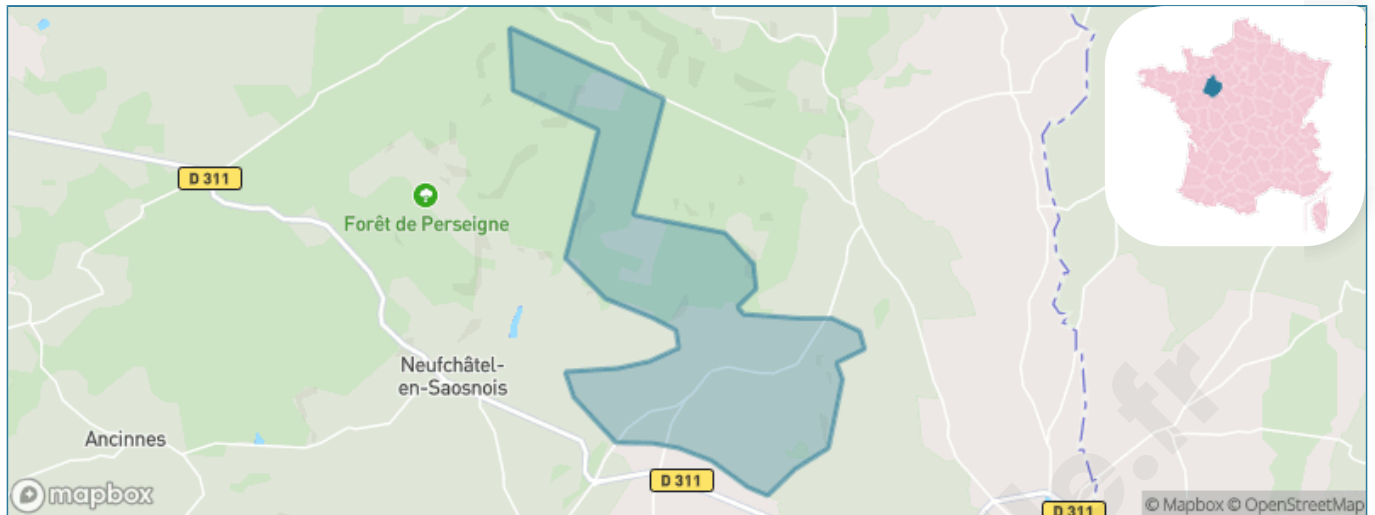 D 311
Forêt de Perseigne
Neufchâtel-
en-Saosnois
Ancinnes
D 311
D 311
mapbox
© Mapbox © OpenStreetMap